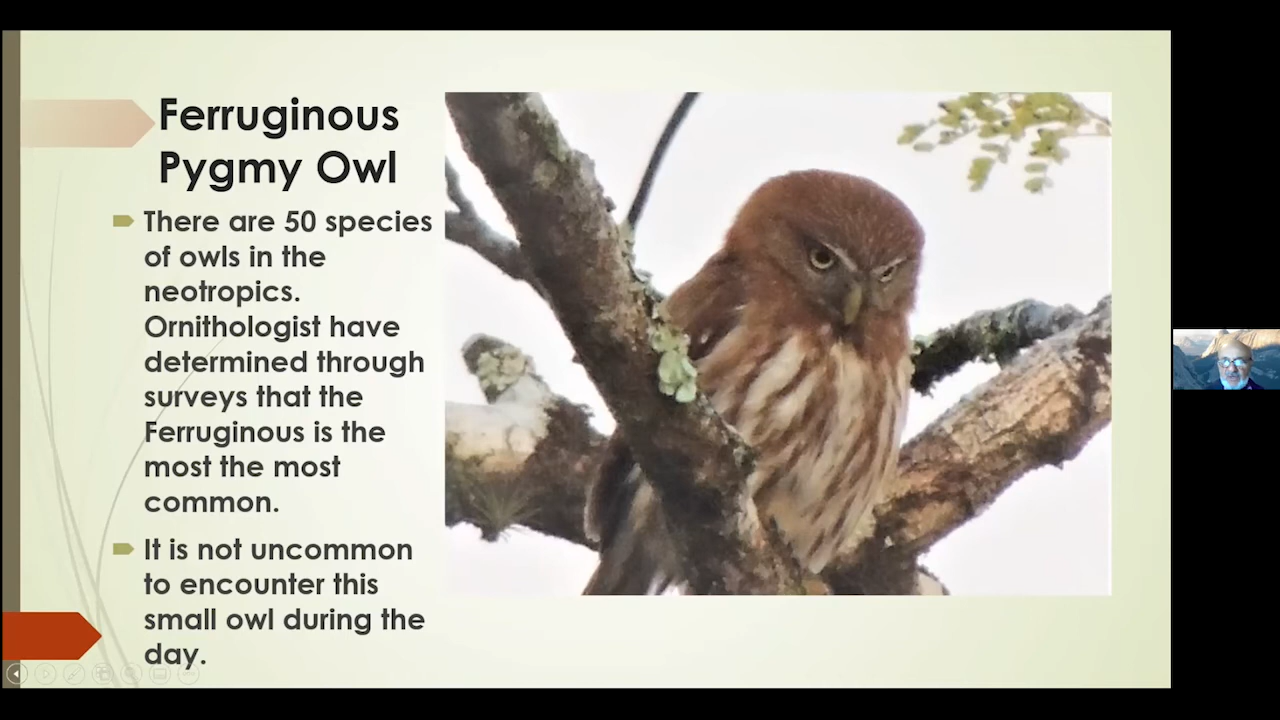 Ferruginous
Pygmy Owl
There are 50 species
of owls in the
neotropics.
Ornithologist have
determined through
surveys that the
Ferruginous is the
most the most
common.
It is not uncommon
to encounter this
small owl during the
day.